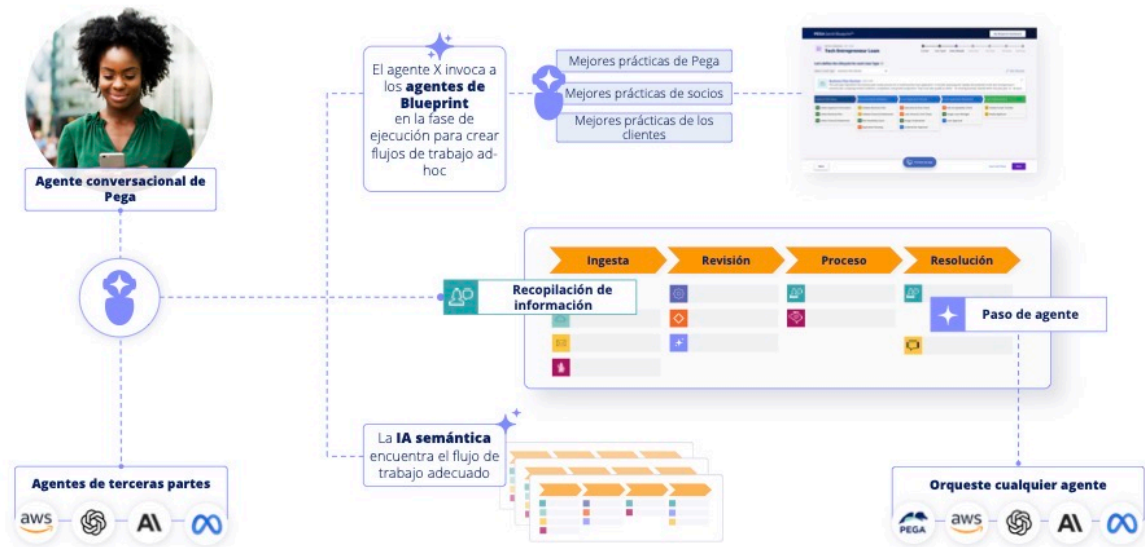 Agente conversacional de
Pega
El agente X invoca a
los agentes de
Blueprint
en la fase de
ejecución para crear
flujos de trabajo ad-
hoc
Mejores prácticas de Pega
Mejores prácticas de socios
Mejores prácticas de los
clientes
Ingesta
Revisión
Proceso
Resolución
Recopilación de
información
Paso de agente
La IA semántica
encuentra el flujo de
trabajo adecuado
Agentes de terceras partes
aws
Orqueste cualquier agente
PEGA
aws